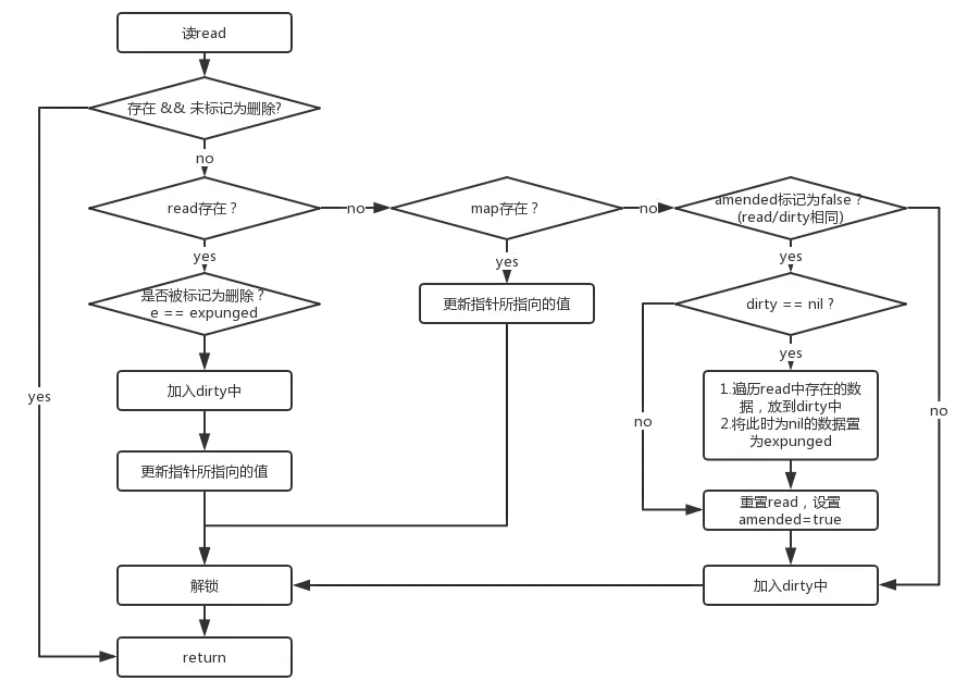 读read
存在 && 未标记为删除?
no
read存在？
no
map存在？
no
amended标记为false？
(read/dirty相同)
yes
yes
yes
是否被标记为删除？
e == expunged
更新指针所指向的值
dirty == nil？
yes
加入dirty中
1.遍历read中存在的数
据，放到dirty中
2.将此时为nil的数据置
为expunged
yes
no
no
更新指针所指向的值
重置read，设置
amended=true
解锁
加入dirty中
return